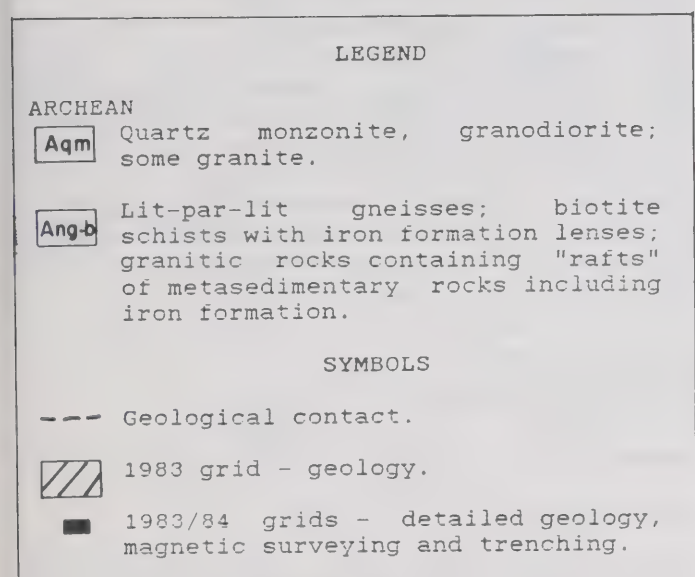 LEGEND
ARCHEAN
Aqm Quartz monzonite, granodiorite;
some granite.
Ang-b Lit-par-lit gneisses; biotite
schists with iron formation lenses;
granitic rocks containing "rafts"
of metasedimentary rocks including
iron formation.
SYMBOLS
Geological contact.
1983 grid - geology.
1983/84 grids - detailed geology,
magnetic surveying and trenching.